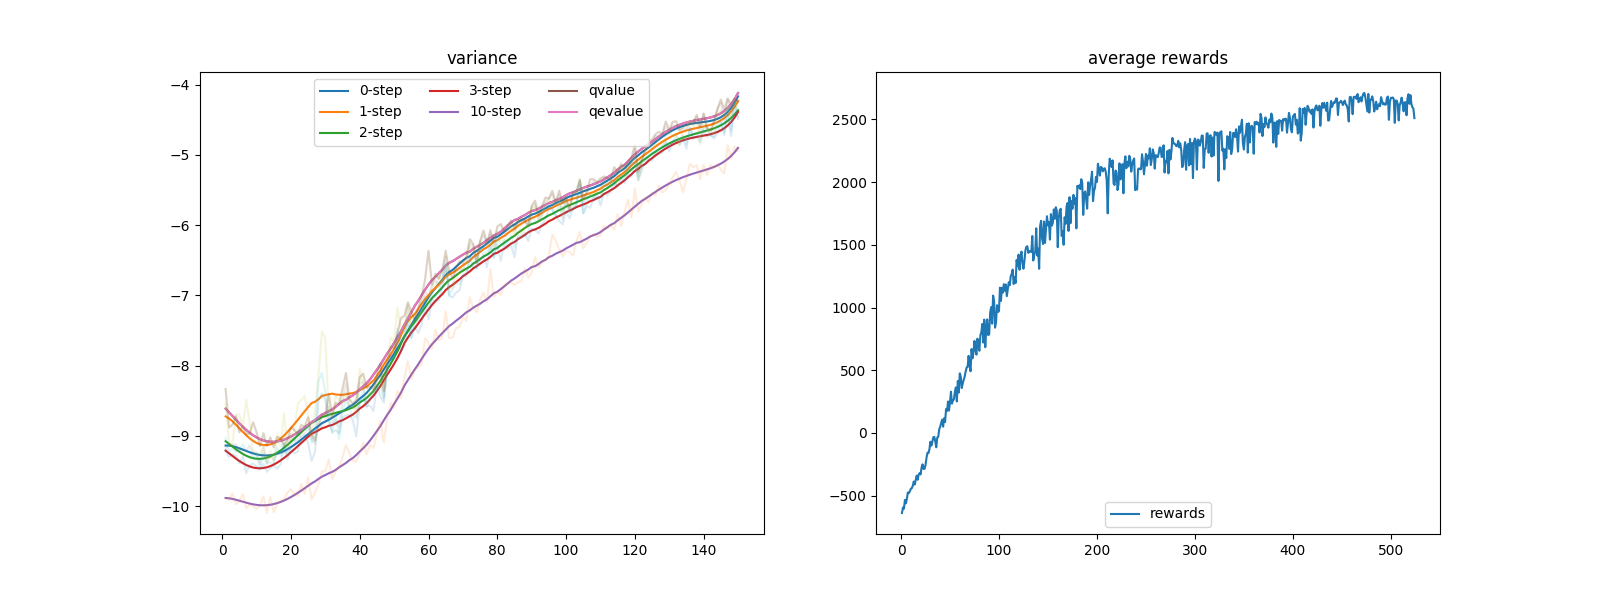 variance
0-step 3-step qvalue
1-step 10-step qevalue
2-step
−4
−5
−6
−7
−8
−9
−10
0 20 40 60 80 100 120 140
average rewards
2500
2000
1500
1000
500
0
−500
rewards
0 100 200 300 400 500